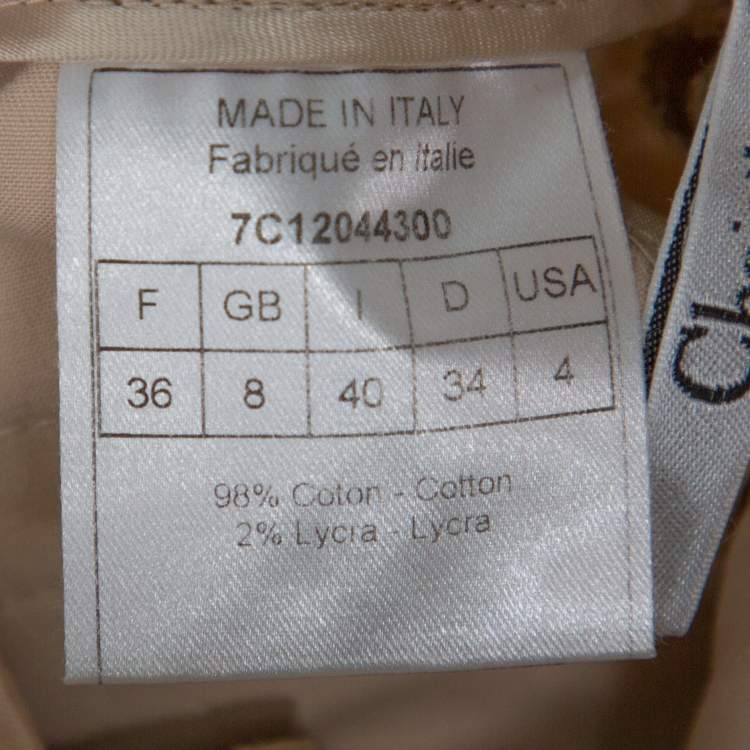 MADE IN ITALY
Fabriqué en italie
7C12044300
F GB I D USA
36 8 40 34 4
98% Coton - Cotton
2% Lycra - Lycra